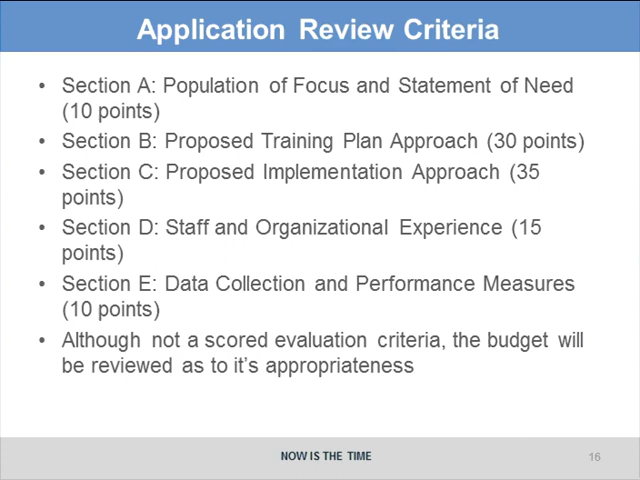 Application Review Criteria
• Section A: Population of Focus and Statement of Need
(10 points)
• Section B: Proposed Training Plan Approach (30 points)
• Section C: Proposed Implementation Approach (35
points)
• Section D: Staff and Organizational Experience (15
points)
• Section E: Data Collection and Performance Measures
(10 points)
• Although not a scored evaluation criteria, the budget will
be reviewed as to it's appropriateness
NOW IS THE TIME
16